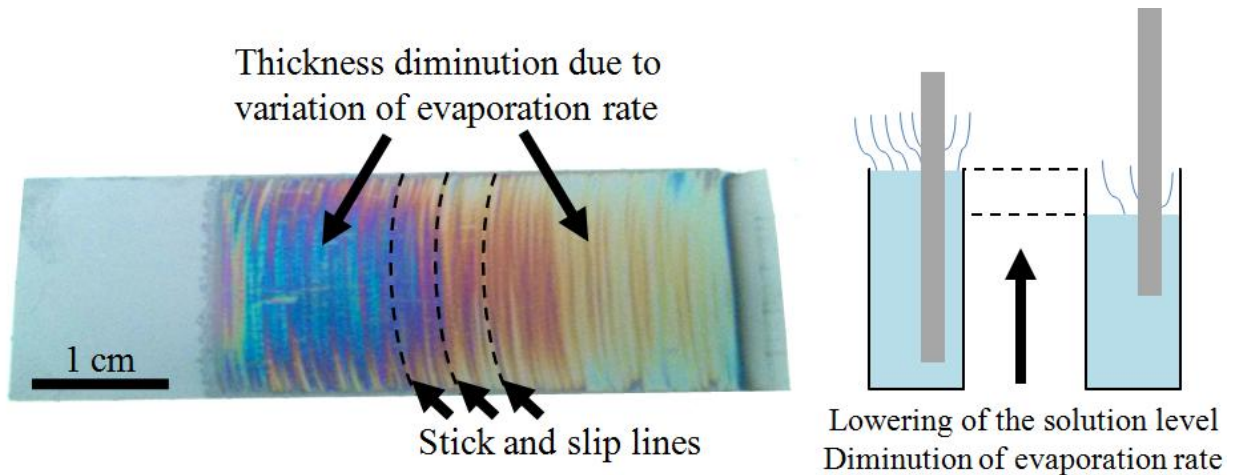 Thickness diminution due to
variation of evaporation rate
1 cm
Stick and slip lines
Lowering of the solution level
Diminution of evaporation rate